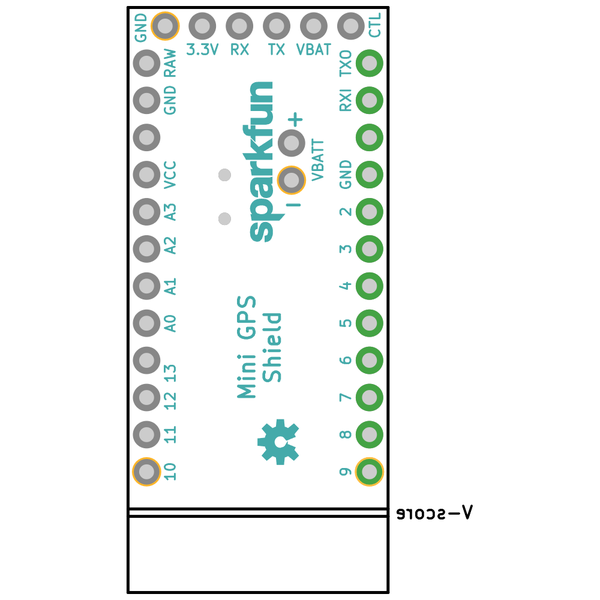 GND
3.3V
RX
TX
VBAT
CTL
RAW
GND
VCC
A3
A2
A1
A0
13
12
11
10
TXO
RXI
GND
2
3
4
5
6
7
8
9
sparkfun
+
VBATT
–
Mini GPS
Shield
V-score